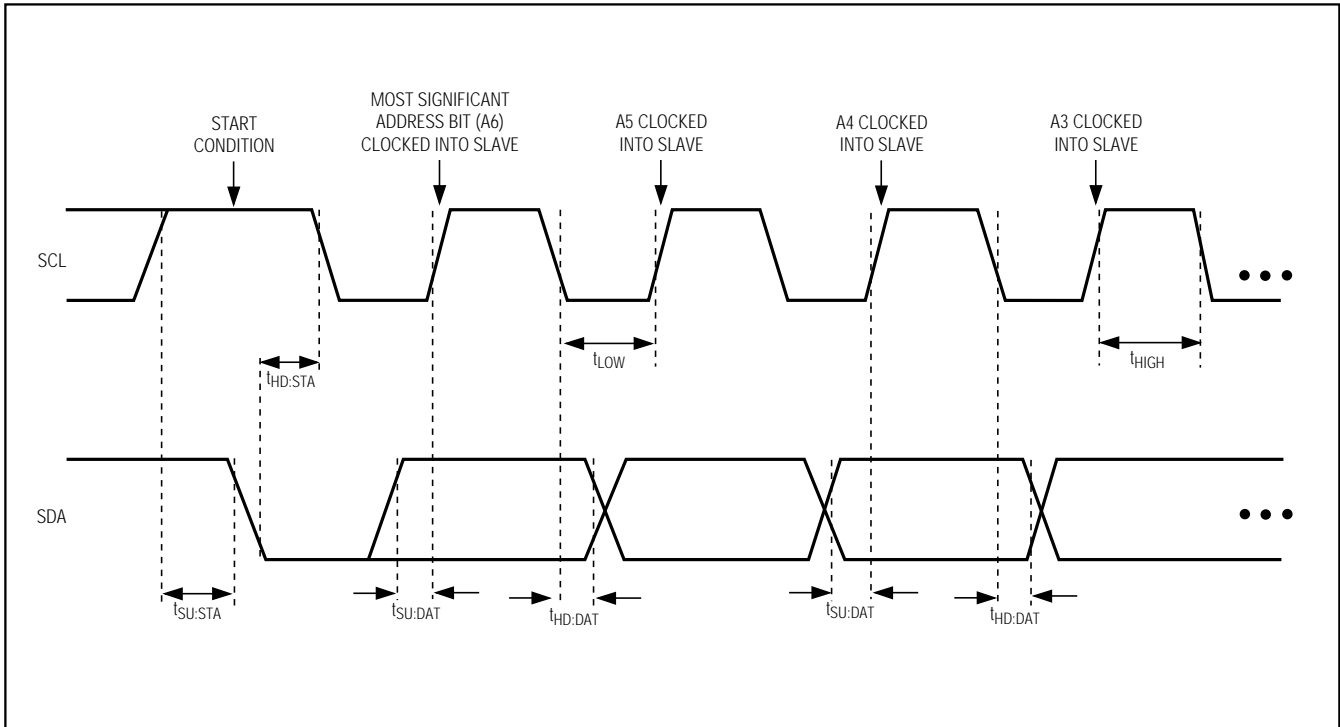 START
CONDITION
MOST SIGNIFICANT
ADDRESS BIT (A6)
CLOCKED INTO SLAVE
A5 CLOCKED
INTO SLAVE
A4 CLOCKED
INTO SLAVE
A3 CLOCKED
INTO SLAVE
SCL
tHD:STA
tLOW
tHIGH
SDA
tSU:STA
tSU:DAT
tHD:DAT
tSU:DAT
tHD:DAT